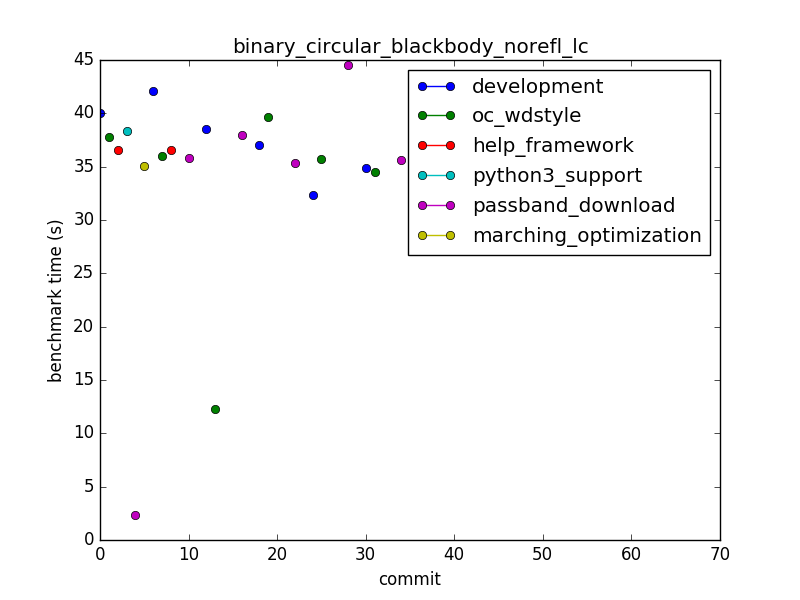 binary_circular_blackbody_norefl_lc
45
40
35
30
25
20
15
10
5
0
benchmark time (s)
development
oc_wdstyle
help_framework
python3_support
passband_download
marching_optimization
0 10 20 30 40 50 60 70
commit